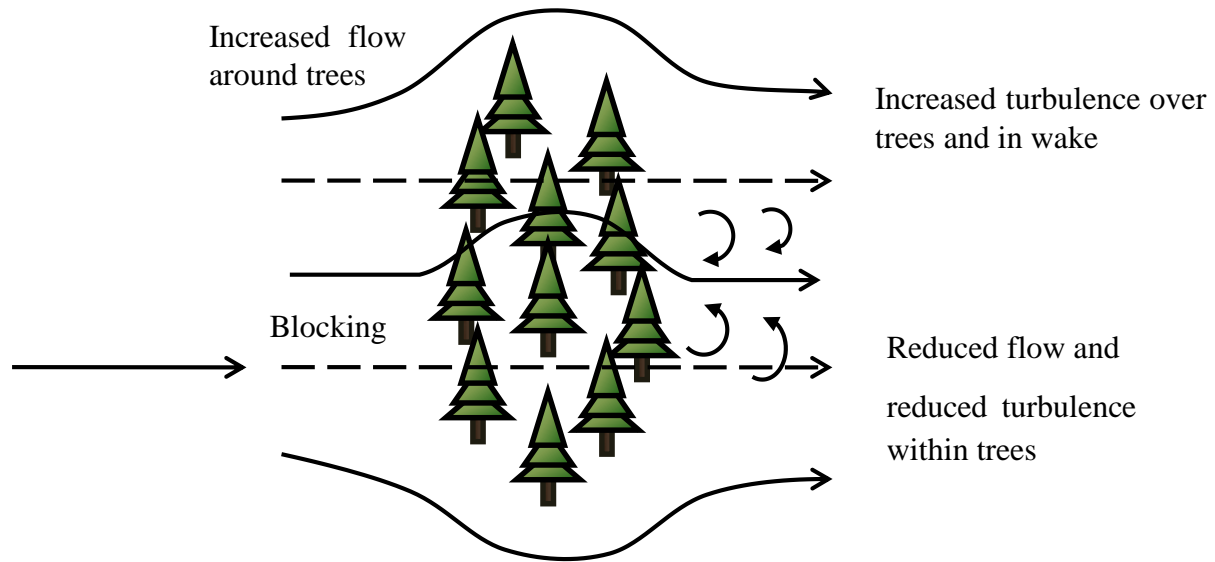 Increased flow
around trees
Increased turbulence over
trees and in wake
Blocking
Reduced flow and
reduced turbulence
within trees